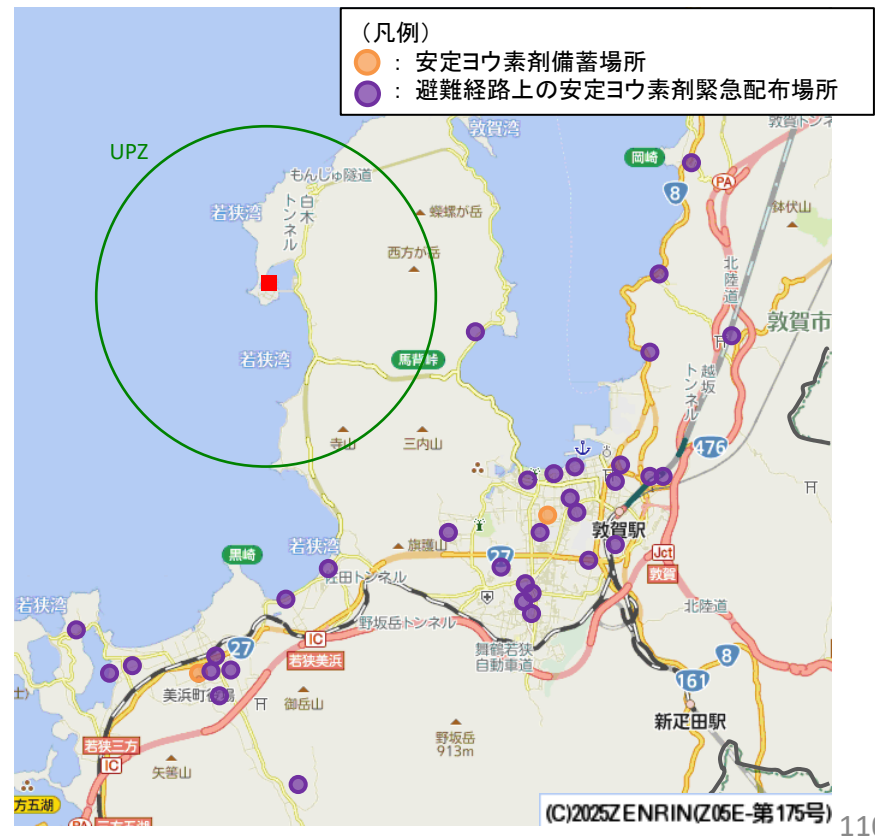 (凡例)
: 安定ヨウ素剤備蓄場所
: 避難経路上の安定ヨウ素剤緊急配布場所
敦賀湾
UPZ
岡崎
もんじゅ隧道
PA
8
白木トンネル
若狭湾
蠑螺が岳
鉢伏山
西方が岳
北陸道
敦賀市
若狭湾
馬背峠
越坂トンネル
寺山
三内山
476
敦賀駅
旗護山
27
黒崎
若狭湾
Jct
敦賀
若狭湾
野坂岳トンネル
北陸道
27
IC
若狭美浜
舞鶴若狭
自動車道
8
161
美浜町役場
御岳山
新疋田駅
野坂岳
913m
若狭三方
IC
矢筈山
方五湖
PA
(C)2025ZENRIN(Z05E-第175号)